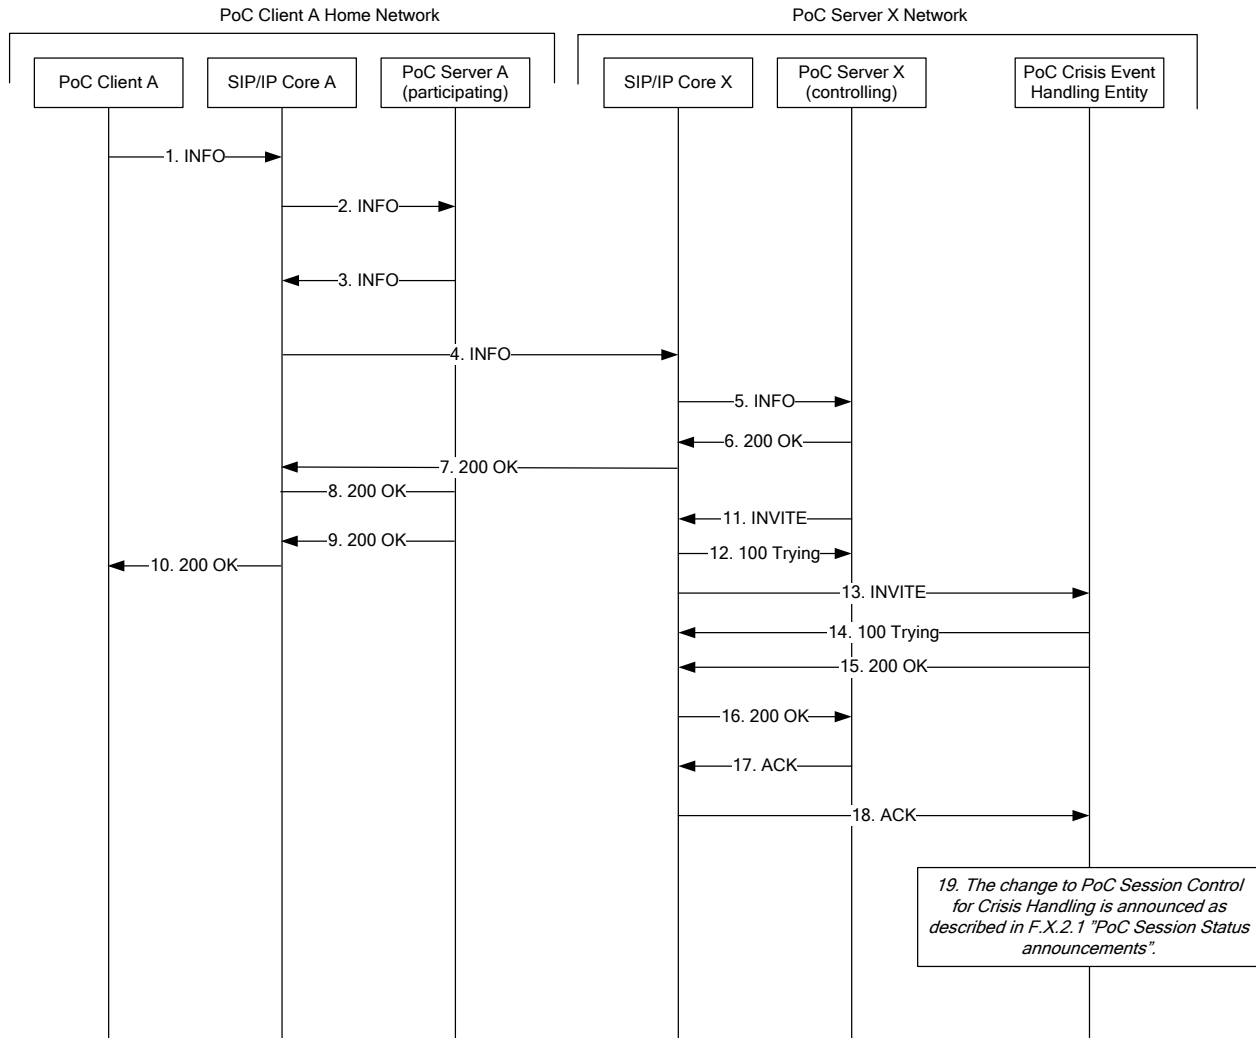 PoC Client A Home Network
PoC Server X Network
PoC Client A
SIP/IP Core A
PoC Server A
(participating)
SIP/IP Core X
PoC Server X
(controlling)
PoC Crisis Event
Handling Entity
1. INFO
2. INFO
3. INFO
4. INFO
5. INFO
6. 200 OK
7. 200 OK
8. 200 OK
11. INVITE
9. 200 OK
12. 100 Trying
10. 200 OK
13. INVITE
14. 100 Trying
15. 200 OK
16. 200 OK
17. ACK
18. ACK
19. The change to PoC Session Control
for Crisis Handling is announced as
described in F.X.2.1 ”PoC Session Status
announcements”.